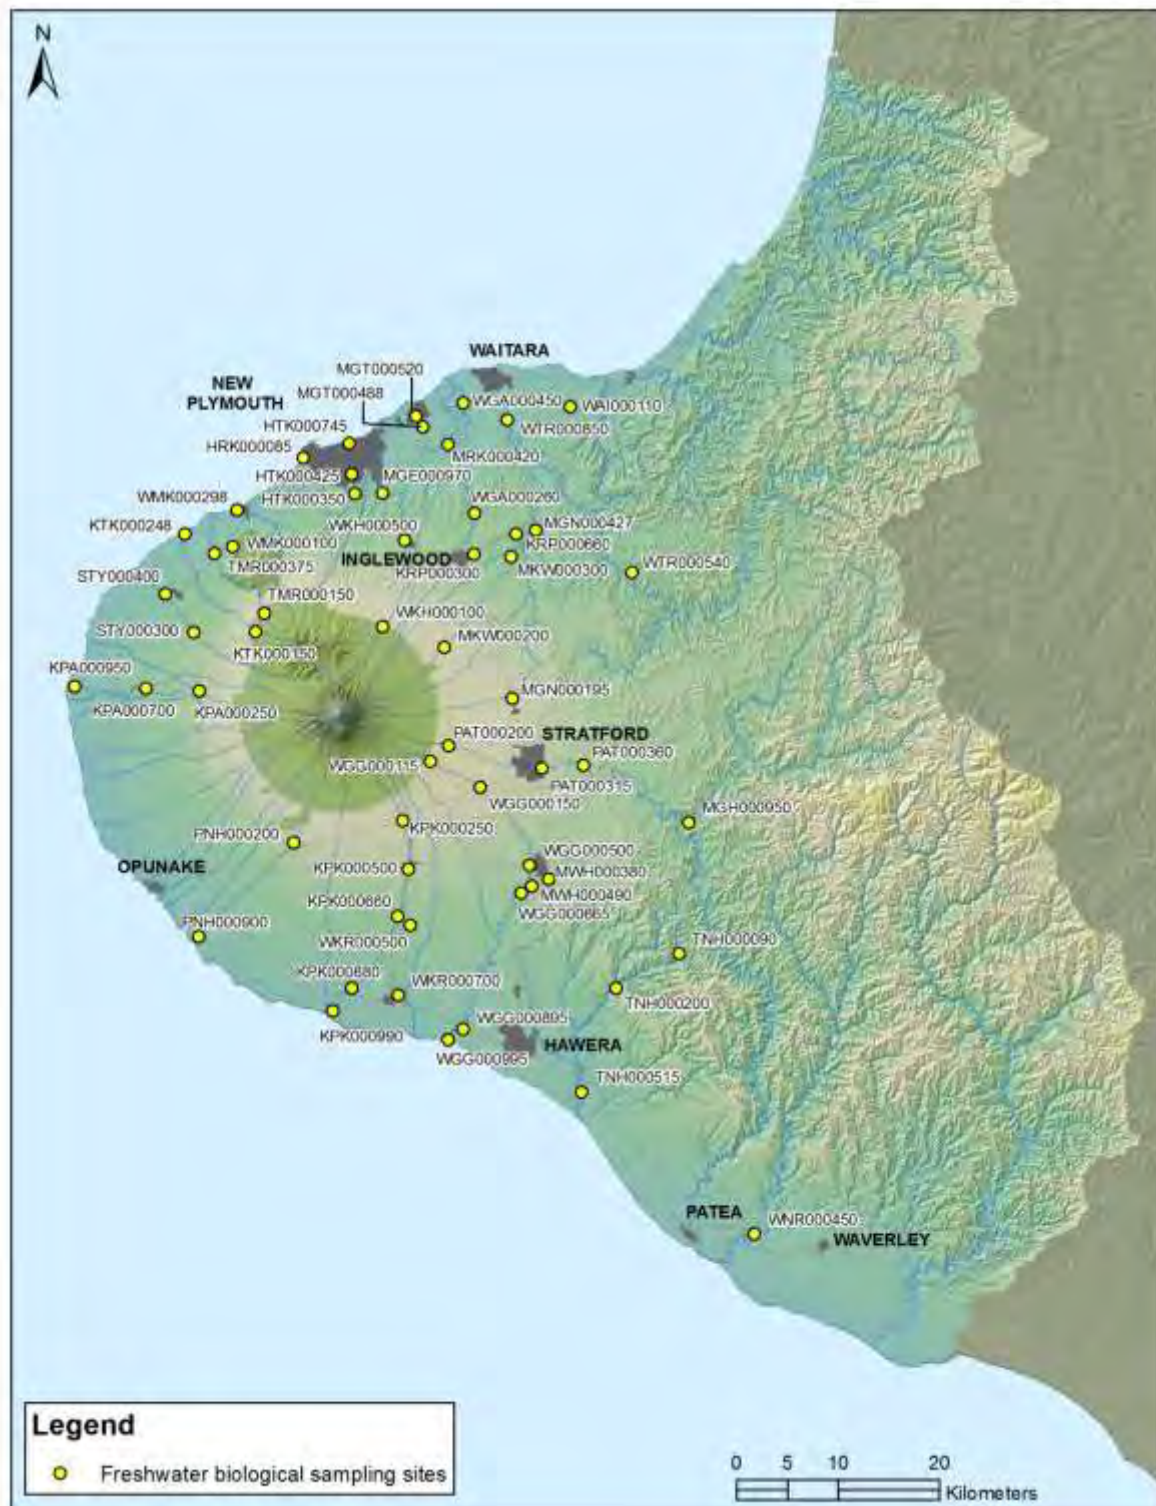 N
WAITARA
MGT000520
NEW
PLYMOUTH
MGT000488
WGA000450
WAI000110
HTK000745
WTR000850
HRK000085
MRK000420
HTK000425
MGE000970
WMK000298
HTK000350
WGA000260
KTK000248
WKH000500
MGN000427
WMK000100
INGLEWOOD
KRP000660
TMR000375
KRP000300
MKW000300
WTR000540
STY000400
TMR000150
WKH000100
STY000300
MKW000200
KTK000150
KPA000950
MGN000195
KPA000700
KPA000250
PAT000200
STRATFORD
PAT000360
WGG000115
PAT000315
WGG000150
MGH000950
KPK000250
PNH000200
OPUNAKE
KPK000500
WGG000500
MWH000380
MWH000490
KPK000660
WGG000665
PNH000900
WKR000500
TNH000090
KPK000880
WKR000700
TNH000200
KPK000990
WGG000895
HAWERA
WGG000995
TNH000515
PATEA
WNR000450
WAVERLEY
Legend
Freshwater biological sampling sites
0 5 10 20
Kilometers